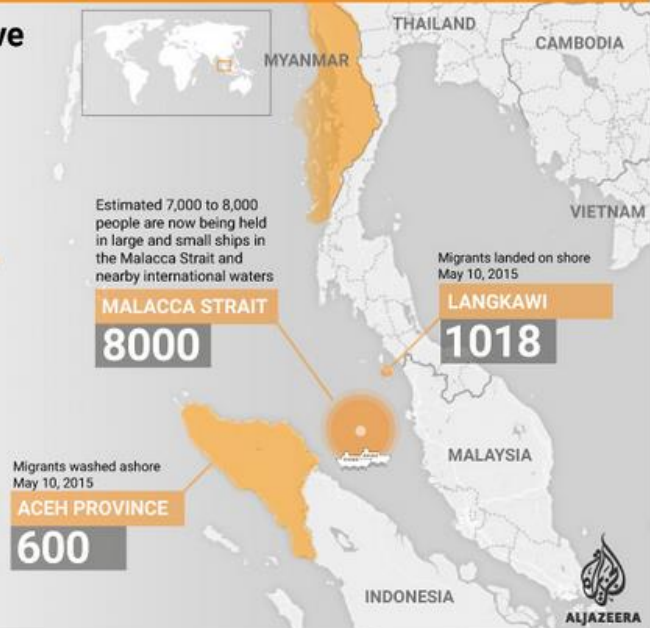 ve
THAILAND
CAMBODIA
MYANMAR
VIETNAM
Estimated 7,000 to 8,000
people are now being held
in large and small ships in
the Malacca Strait and
nearby international waters
MALACCA STRAIT
8000
Migrants landed on shore
May 10, 2015
LANGKAWI
1018
MALAYSIA
Migrants washed ashore
May 10, 2015
ACEH PROVINCE
600
INDONESIA
ALJAZEERA